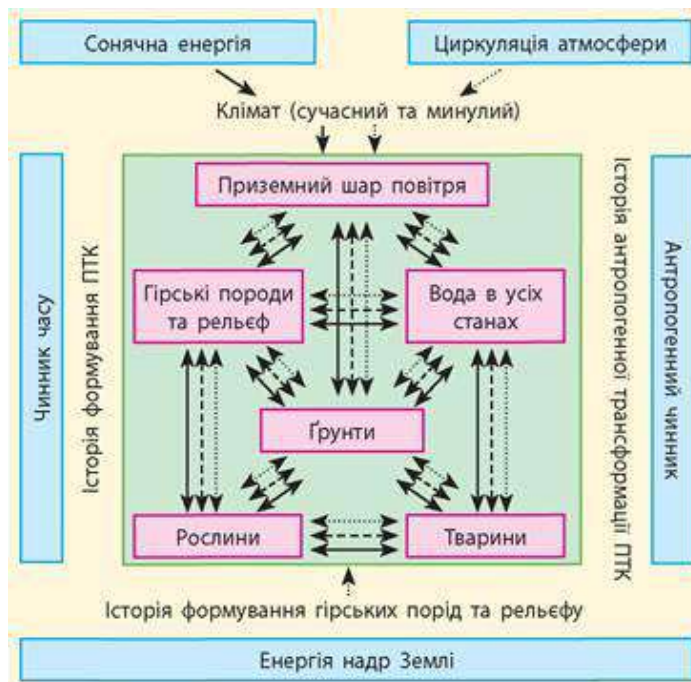 Сонячна енергія
Циркуляція атмосфери
Клімат (сучасний та минулий)
Чинник часу
Історія формування ПТК
Приземний шар повітря
Гірські породи
та рельєф
Вода в усіх
станах
Ґрунти
Рослини
Тварини
Історія антропогенної трансформації ПТК
Антропогенний чинник
Історія формування гірських порід та рельєфу
Енергія надр Землі